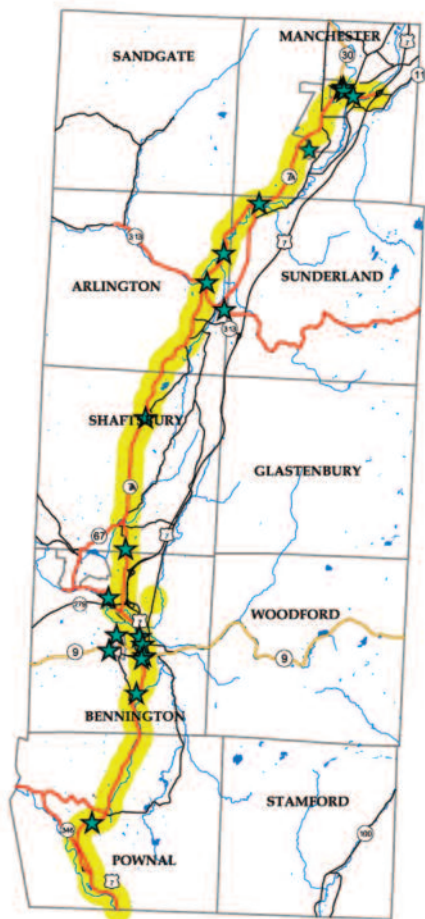 MANCHESTER
7
SANDGATE
30
11
7A
7
313
SUNDERLAND
ARLINGTON
313
SHAFTSBURY
GLASTENBURY
7A
67
7
279
WOODFORD
7
9
9
BENNINGTON
STAMFORD
346
100
POWNAL
7